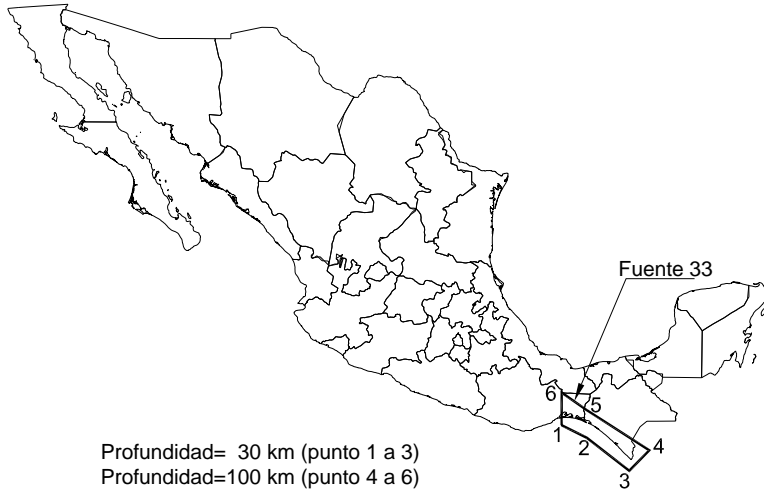 Fuente 33
6
5
1
2
4
3
Profundidad= 30 km (punto 1 a 3)
Profundidad=100 km (punto 4 a 6)